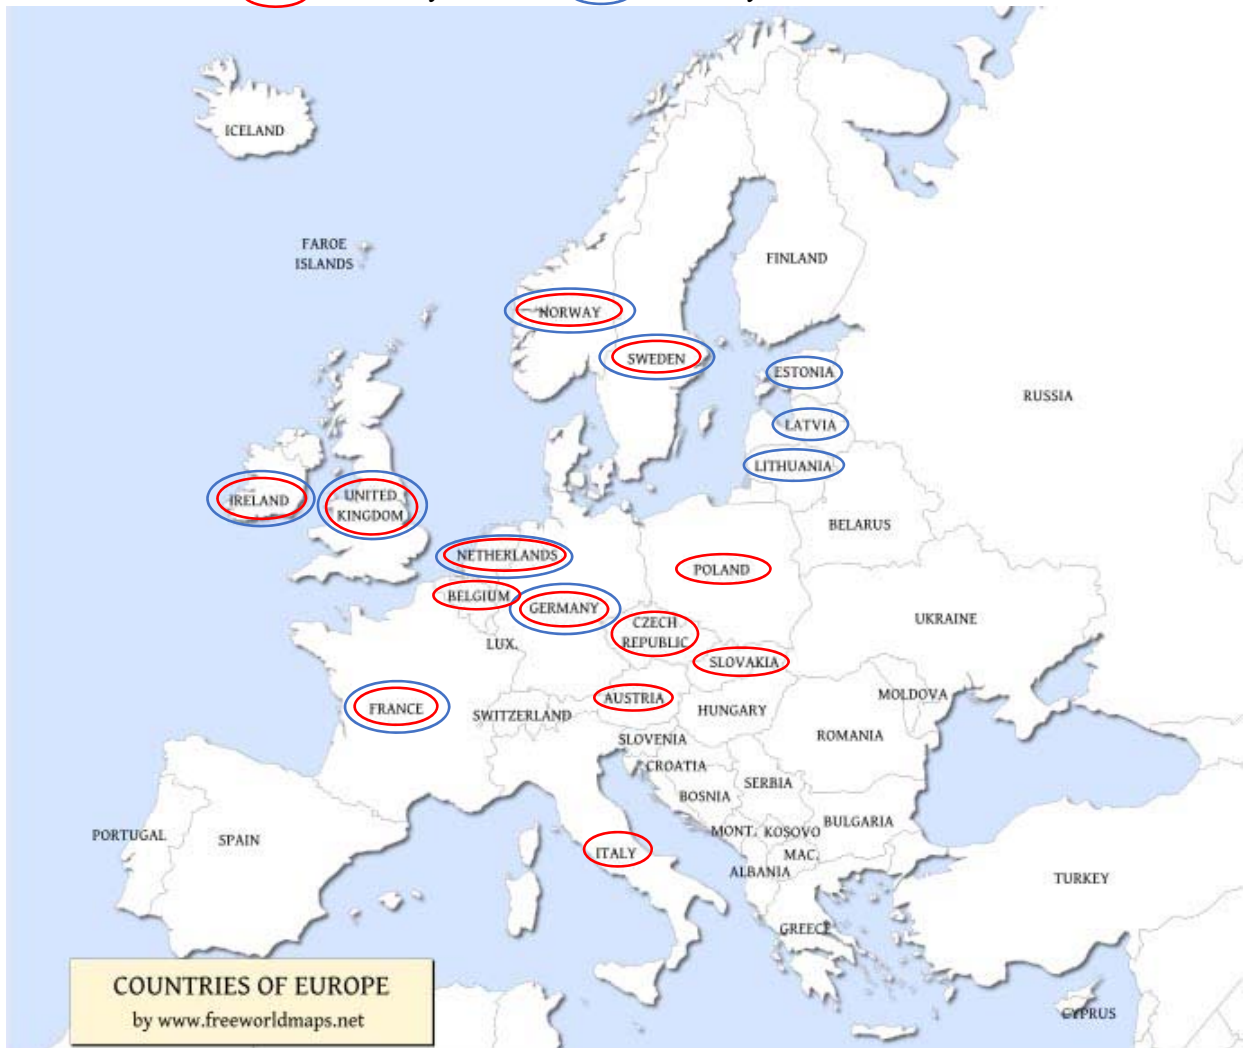 ICELAND
FAROE
ISLANDS
FINLAND
NORWAY
SWEDEN
ESTONIA
RUSSIA
LATVIA
LITHUANIA
IRELAND
UNITED
KINGDOM
BELARUS
NETHERLANDS
POLAND
BELGIUM
GERMANY
UKRAINE
CZECH
REPUBLIC
LUX.
SLOVAKIA
MOLDOVA
AUSTRIA
FRANCE
SWITZERLAND
HUNGARY
ROMANIA
SLOVENIA
CROATIA
SERBIA
BOSNIA
BULGARIA
PORTUGAL
SPAIN
MONT.
KOSOVO
ITALY
MAC.
ALBANIA
TURKEY
GREECE
COUNTRIES OF EUROPE
by www.freeworldmaps.net
CYPRUS